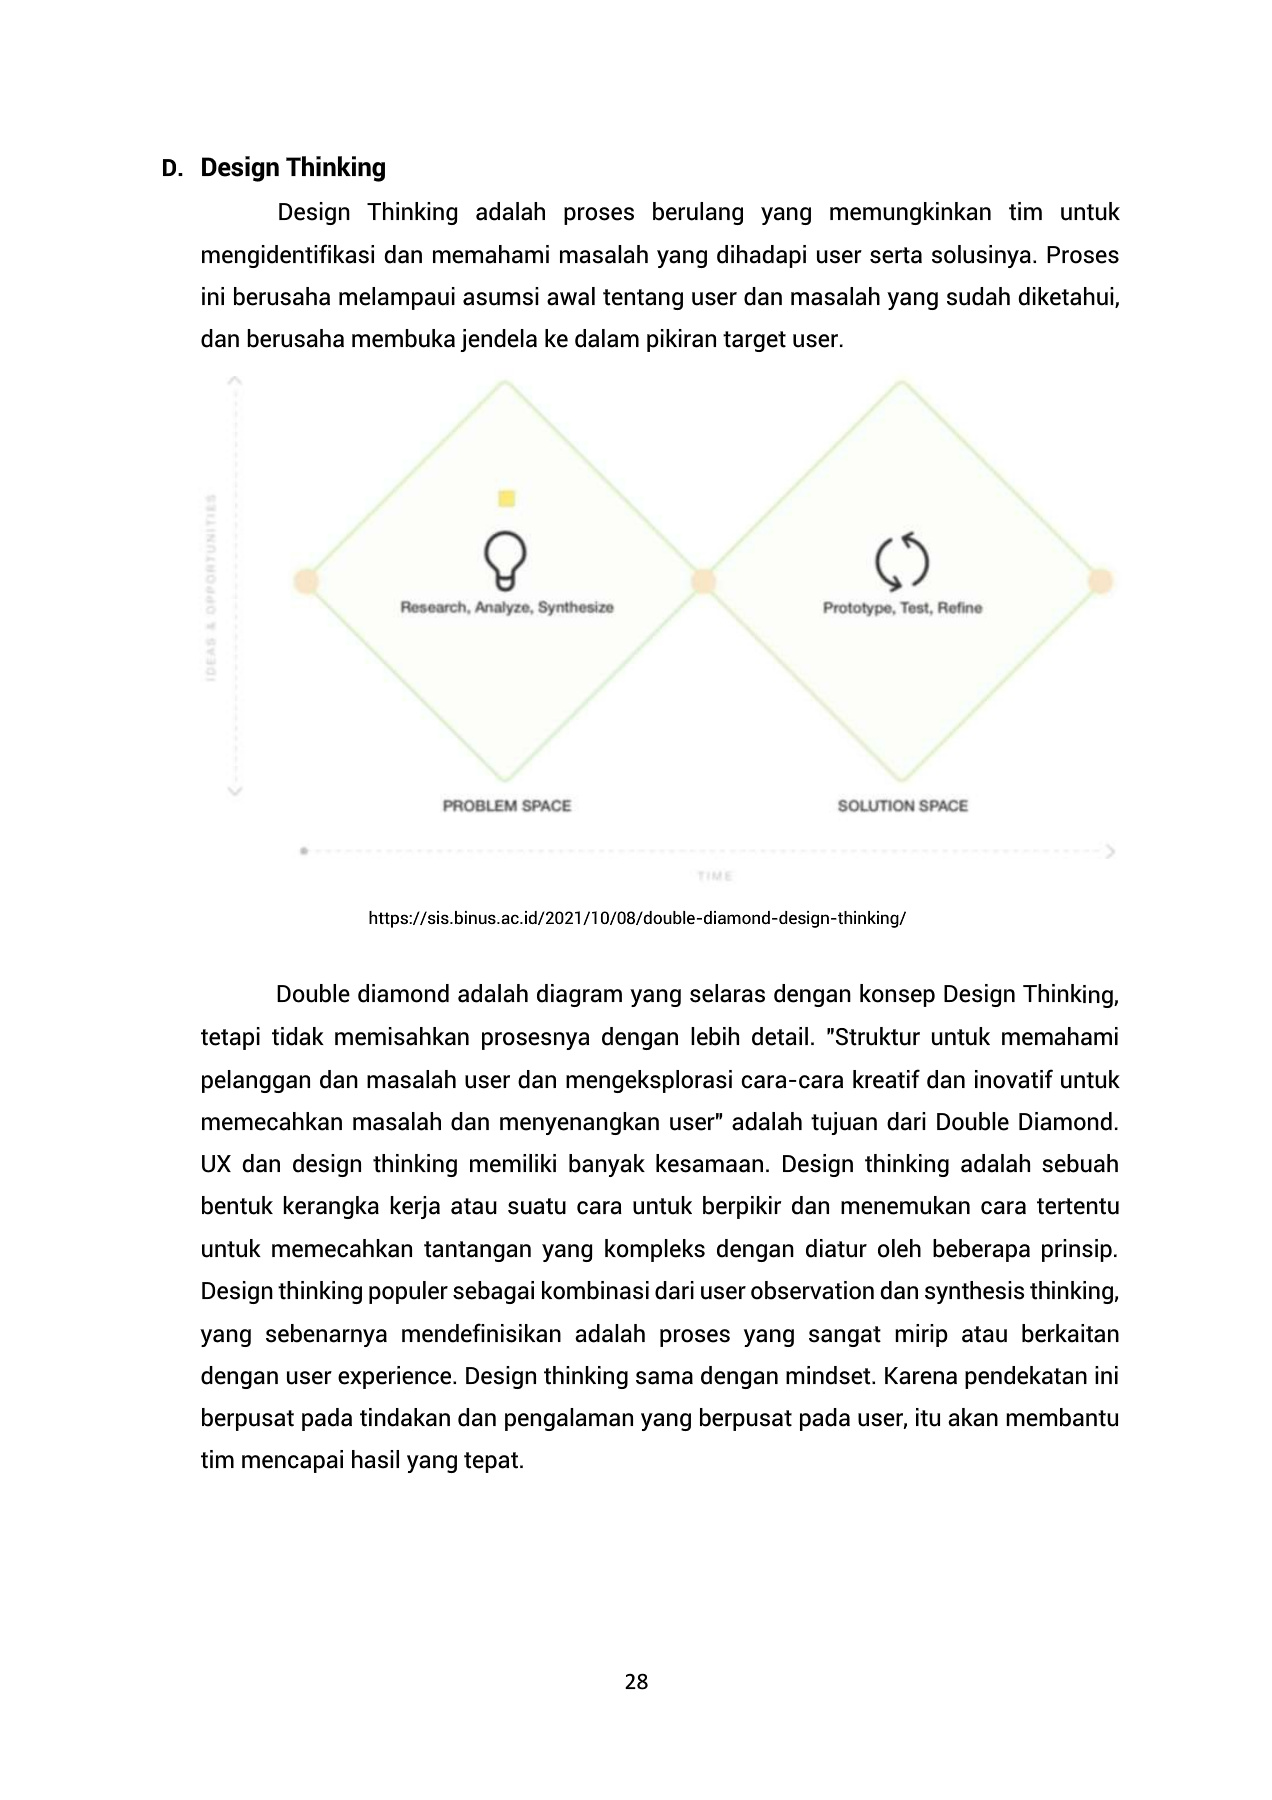 D. Design Thinking
Design Thinking adalah proses berulang yang memungkinkan tim untuk
mengidentifikasi dan memahami masalah yang dihadapi user serta solusinya. Proses
ini berusaha melampaui asumsi awal tentang user dan masalah yang sudah diketahui,
dan berusaha membuka jendela ke dalam pikiran target user.
IDEAS & OPPORTUNITIES
Research, Analyze, Synthesize
Prototype, Test, Refine
PROBLEM SPACE
SOLUTION SPACE
TIME
https://sis.binus.ac.id/2021/10/08/double-diamond-design-thinking/
Double diamond adalah diagram yang selaras dengan konsep Design Thinking,
tetapi tidak memisahkan prosesnya dengan lebih detail. "Struktur untuk memahami
pelanggan dan masalah user dan mengeksplorasi cara-cara kreatif dan inovatif untuk
memecahkan masalah dan menyenangkan user" adalah tujuan dari Double Diamond.
UX dan design thinking memiliki banyak kesamaan. Design thinking adalah sebuah
bentuk kerangka kerja atau suatu cara untuk berpikir dan menemukan cara tertentu
untuk memecahkan tantangan yang kompleks dengan diatur oleh beberapa prinsip.
Design thinking populer sebagai kombinasi dari user observation dan synthesis thinking,
yang sebenarnya mendefinisikan adalah proses yang sangat mirip atau berkaitan
dengan user experience. Design thinking sama dengan mindset. Karena pendekatan ini
berpusat pada tindakan dan pengalaman yang berpusat pada user, itu akan membantu
tim mencapai hasil yang tepat.
28